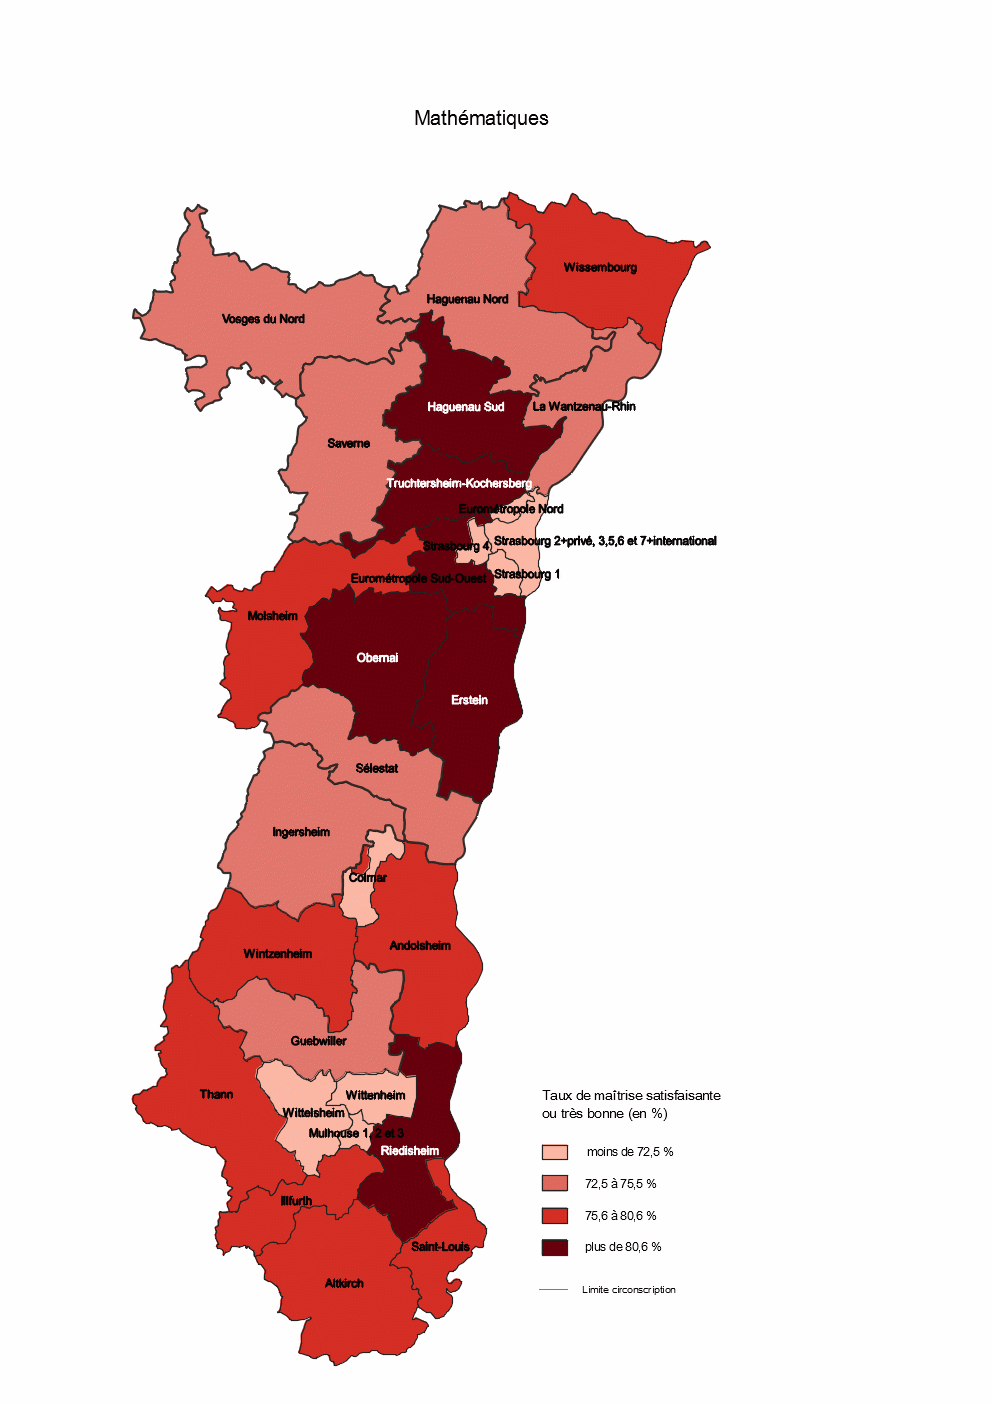 Mathématiques
Wissembourg
Haguenau Nord
Vosges du Nord
Haguenau Sud
La Wantzenau-Rhin
Saverne
Truchtersheim-Kochersberg
Eurométropole Nord
Strasbourg 2+privé, 3,5,6 et 7+international
Strasbourg 4
Strasbourg 1
Eurométropole Sud-Ouest
Molsheim
Obernai
Erstein
Sélestat
Ingersheim
Colmar
Andolsheim
Wintzenheim
Guebwiller
Thann
Wittenheim
Wittelsheim
Mulhouse 1, 2 et 3
Riedisheim
Illfurth
Saint-Louis
Altkirch
Taux de maîtrise satisfaisante
ou très bonne (en %)
moins de 72,5 %
72,5 à 75,5 %
75,6 à 80,6 %
plus de 80,6 %
Limite circonscription